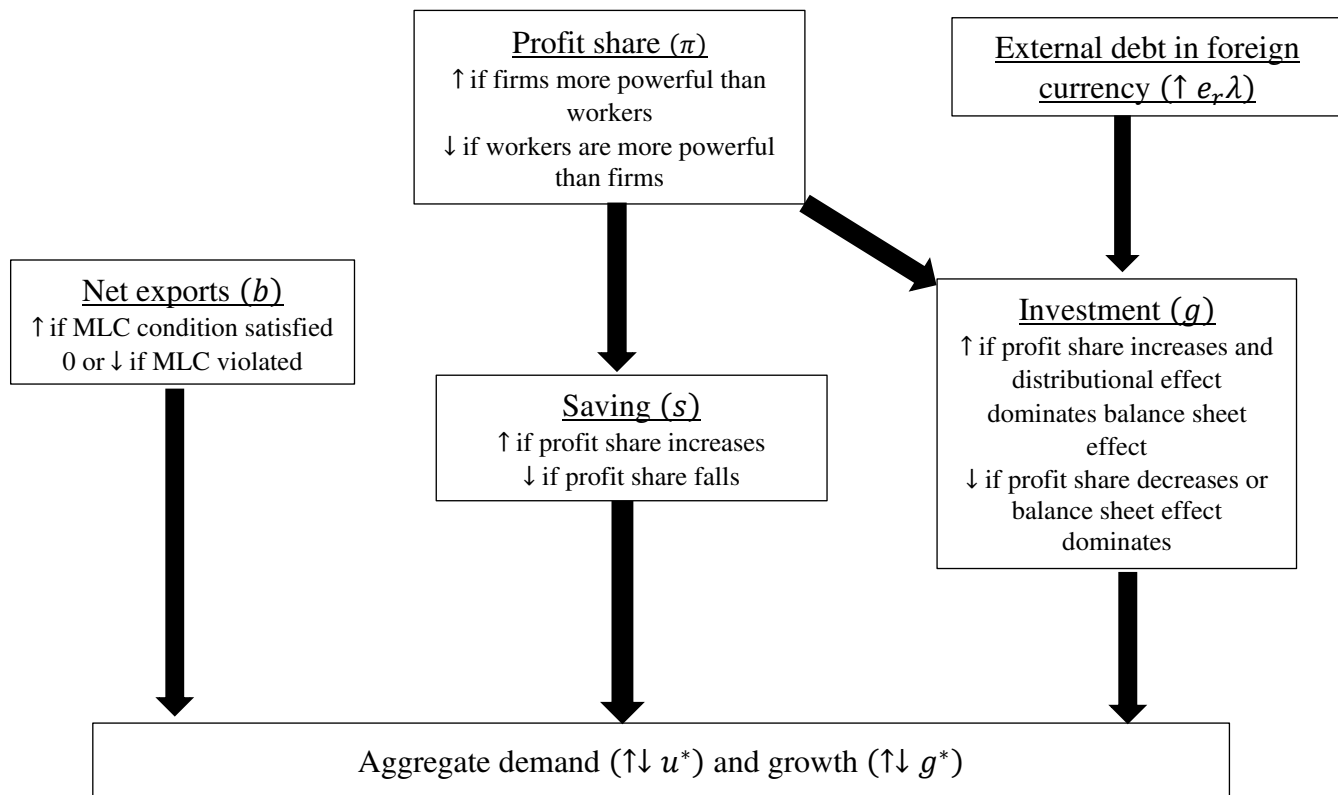 Profit share (π)
↑ if firms more powerful than
workers
↓ if workers are more powerful
than firms
External debt in foreign
currency (↑ eᵣλ)
Net exports (b)
↑ if MLC condition satisfied
0 or ↓ if MLC violated
Saving (s)
↑ if profit share increases
↓ if profit share falls
Investment (g)
↑ if profit share increases and
distributional effect
dominates balance sheet
effect
↓ if profit share decreases or
balance sheet effect
dominates
Aggregate demand (↑↓ u*) and growth (↑↓ g*)